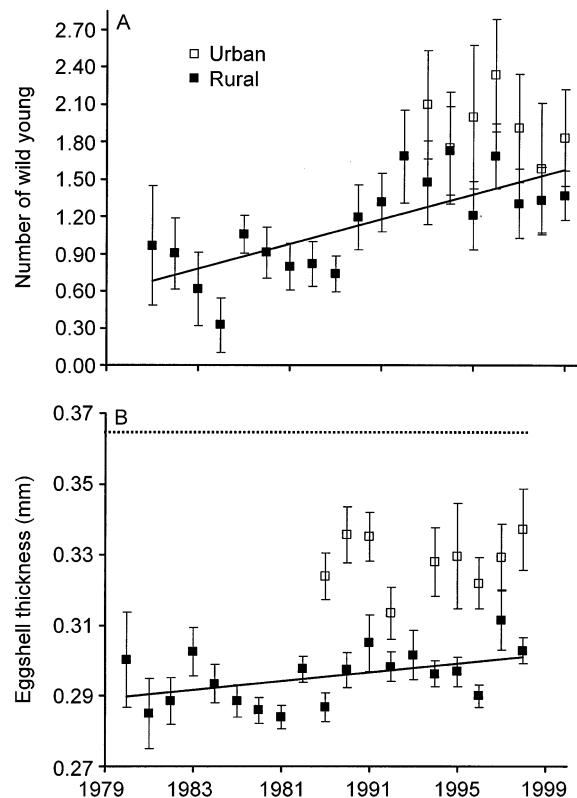 A
Urban
Rural
Number of wild young
2.70
2.40
2.10
1.80
1.50
1.20
0.90
0.60
0.30
0.00
B
Eggshell thickness (mm)
0.37
0.35
0.33
0.31
0.29
0.27
1979 1983 1981 1991 1995 1999